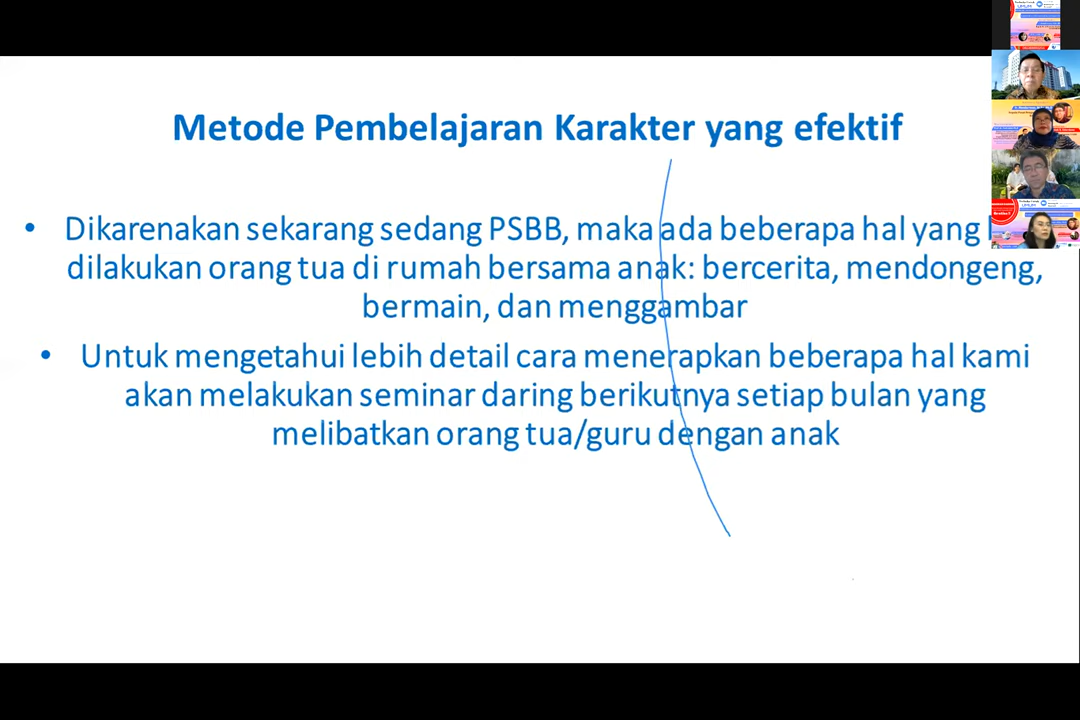 Metode Pembelajaran Karakter yang efektif
• Dikarenakan sekarang sedang PSBB, maka ada beberapa hal yang
dilakukan orang tua di rumah bersama anak: bercerita, mendongeng,
bermain, dan menggambar
• Untuk mengetahui lebih detail cara menerapkan beberapa hal kami
akan melakukan seminar daring berikutnya setiap bulan yang
melibatkan orang tua/guru dengan anak